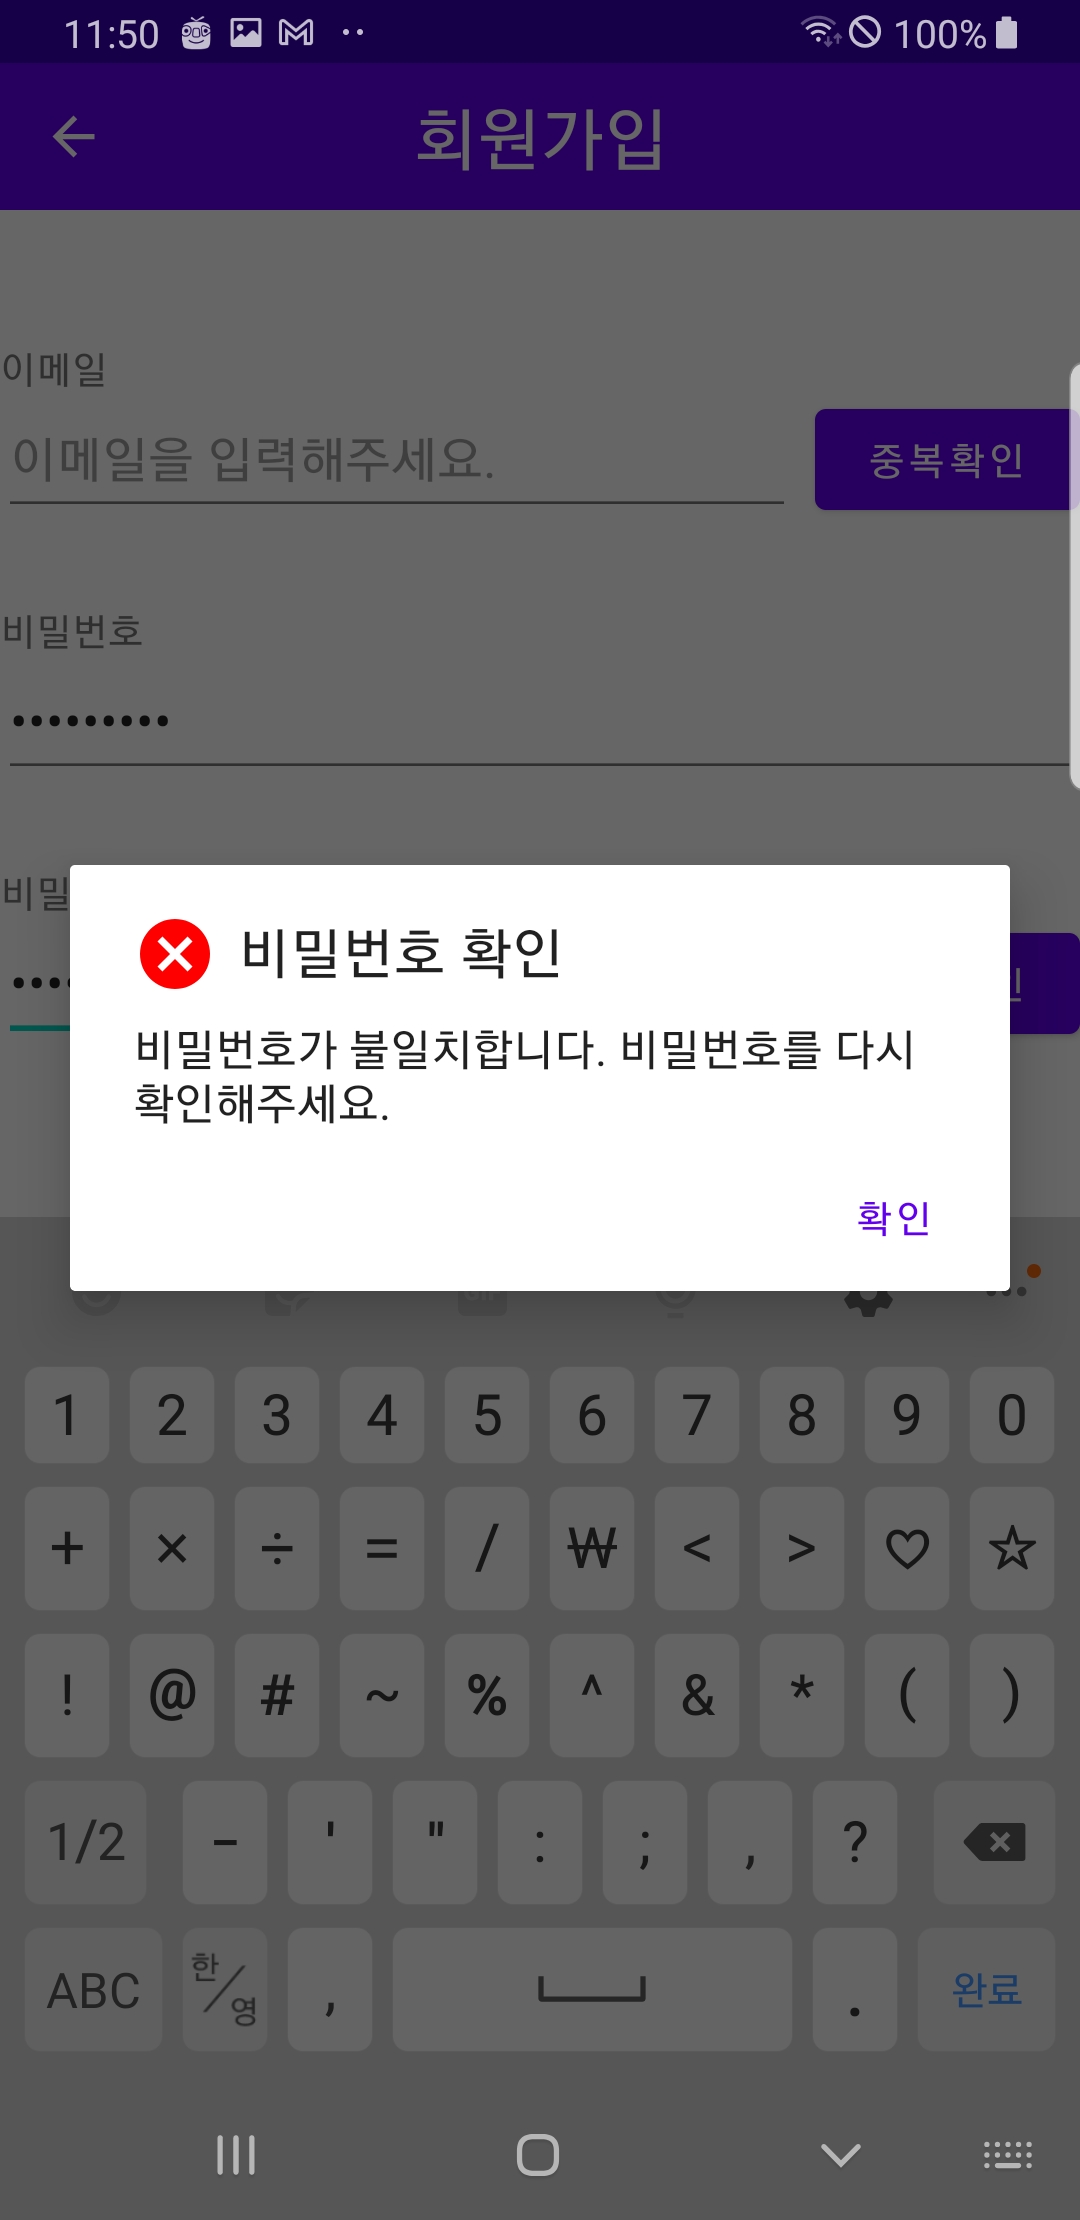 11:50 100%
회원가입
이메일
이메일을 입력해주세요. 중복확인
비밀번호
•••••••••
비밀
••••
비밀번호 확인
비밀번호가 불일치합니다. 비밀번호를 다시
확인해주세요.
확인
GIF
1 2 3 4 5 6 7 8 9 0
+ × ÷ = / ₩ < > ♡ ☆
! @ # ~ % ^ & * ( )
1/2 - ' " : ; , ?
ABC 한/영 , . 완료